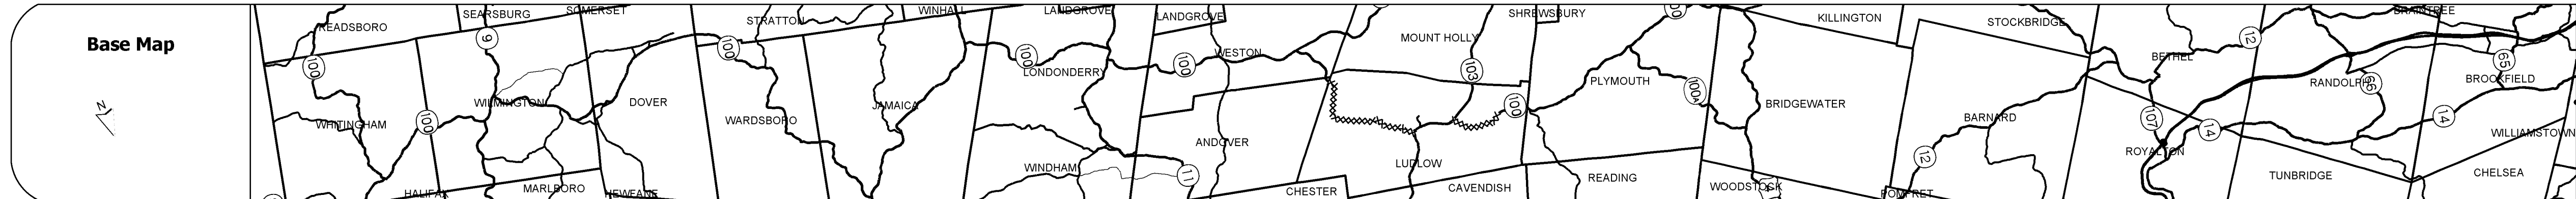 Base Map
N
READSBORO
SEARSBURG
SOMERSET
STRATTON
WINHALL
LANDGROVE
LANDGROVE
SHREWSBURY
KILLINGTON
STOCKBRIDGE
BRAINTREE
9
100
100
100
100
WESTON
MOUNT HOLLY
103
100
12
BETHEL
65
100
LONDONDERRY
PLYMOUTH
100A
RANDOLPH
66
BROOKFIELD
WILMINGTON
DOVER
JAMAICA
100
BRIDGEWATER
WHITINGHAM
100
WARDSBORO
BARNARD
107
14
14
WILLIAMSTOWN
ANDOVER
ROYALTON
WINDHAM
11
LUDLOW
12
TUNBRIDGE
CHELSEA
HALIFAX
MARLBORO
NEWFANE
CHESTER
CAVENDISH
READING
WOODSTOCK
POMFRET